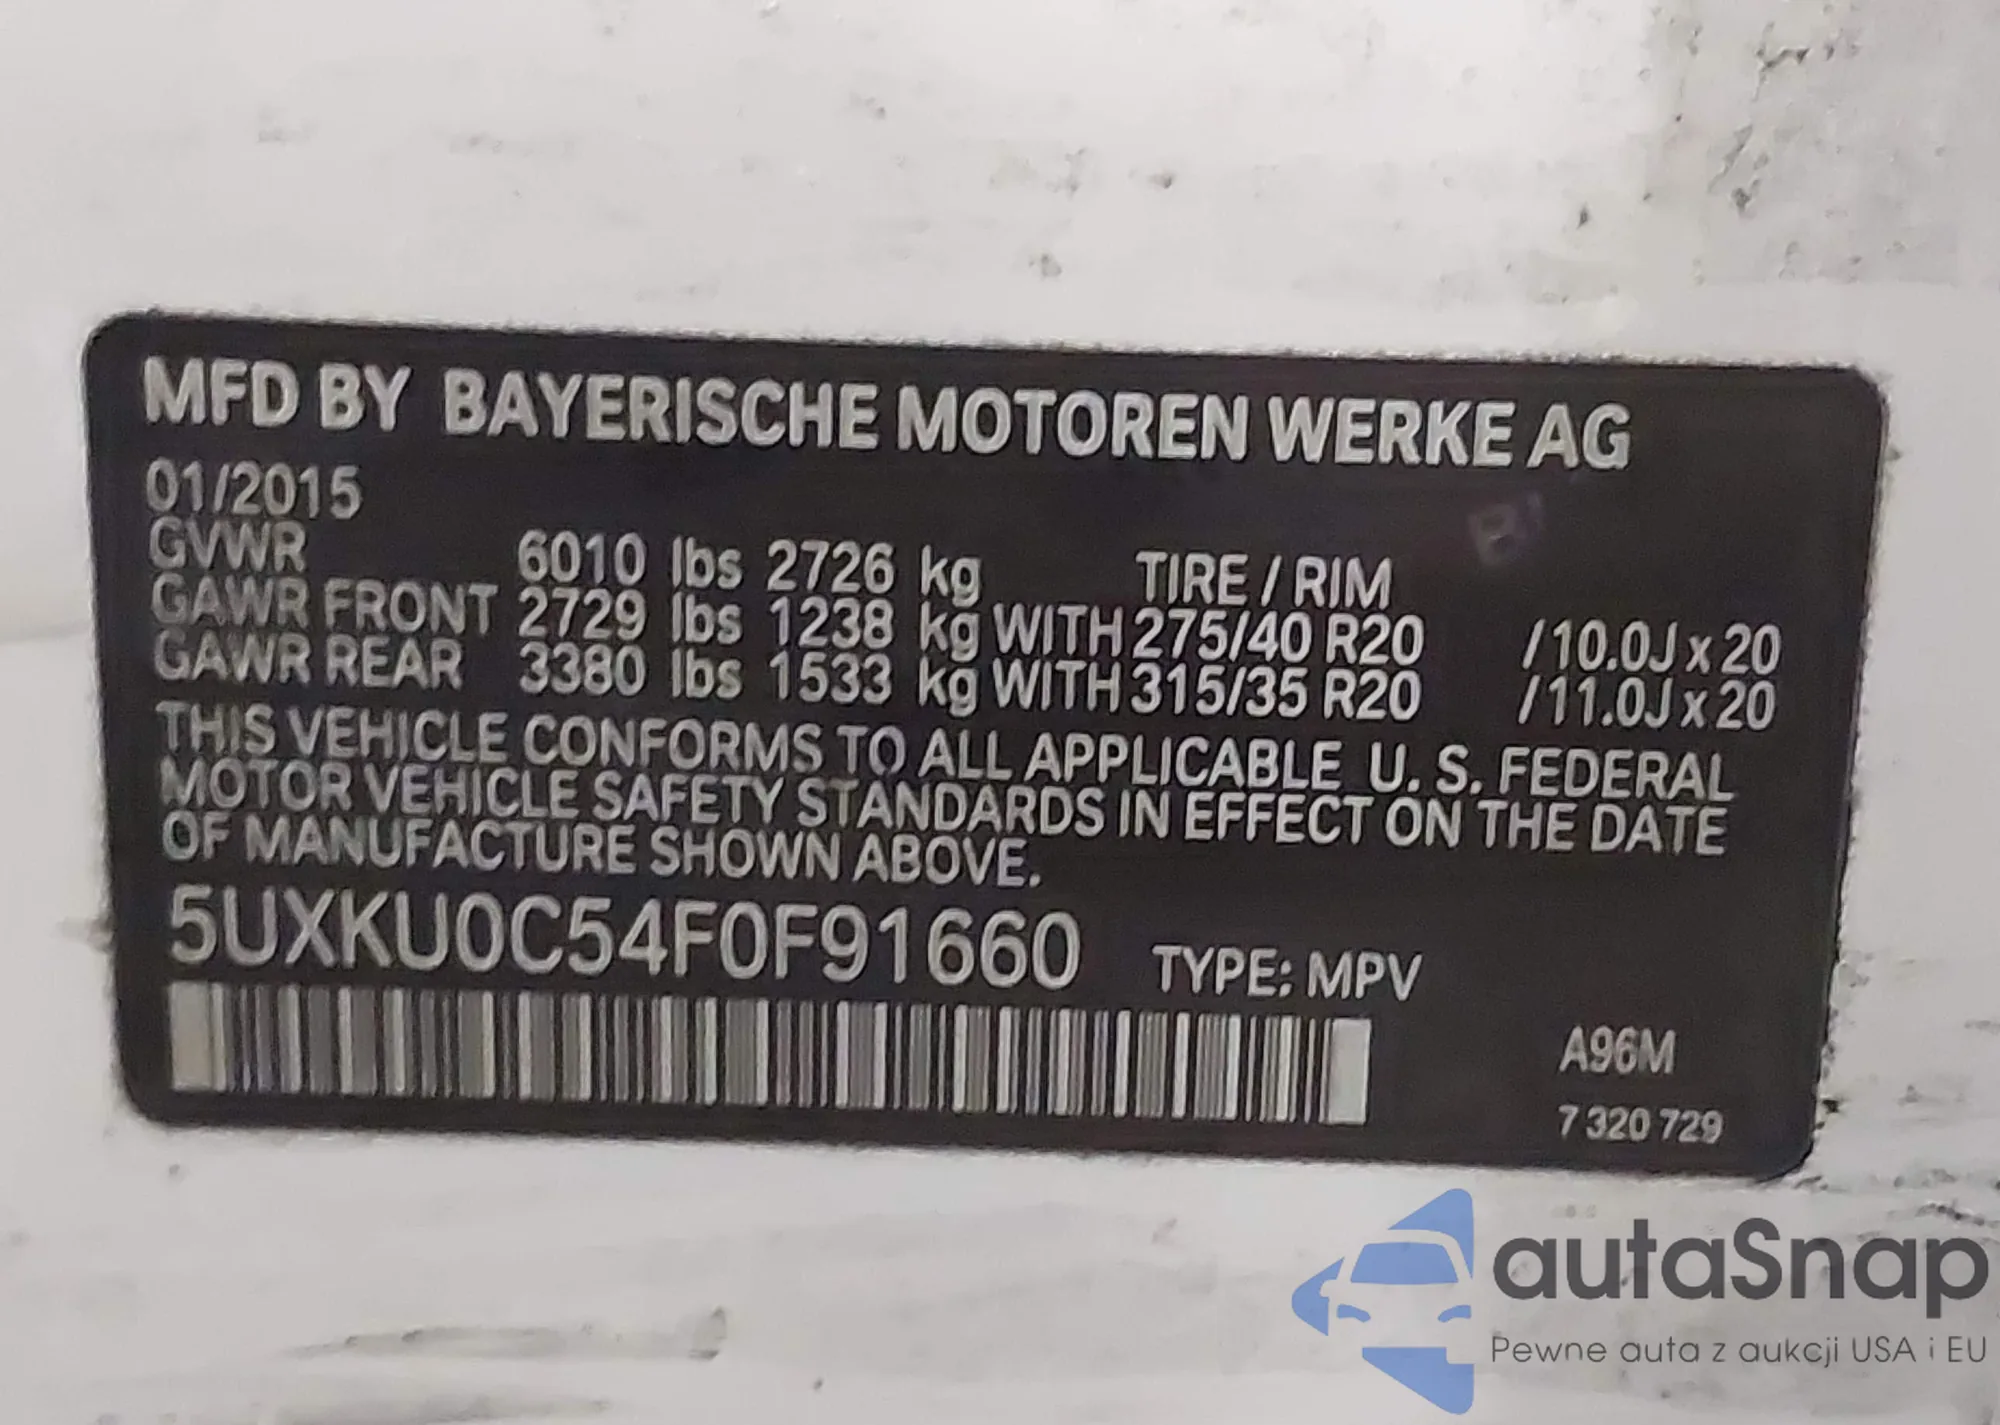 MFD BY BAYERISCHE MOTOREN WERKE AG
01/2015
GVWR 6010 lbs 2726 kg TIRE / RIM
GAWR FRONT 2729 lbs 1238 kg WITH 275/40 R20 /10.0J x 20
GAWR REAR 3380 lbs 1533 kg WITH 315/35 R20 /11.0J x 20
THIS VEHICLE CONFORMS TO ALL APPLICABLE U. S. FEDERAL
MOTOR VEHICLE SAFETY STANDARDS IN EFFECT ON THE DATE
OF MANUFACTURE SHOWN ABOVE.
5UXKU0C54F0F91660 TYPE: MPV
A96M
7 320 729
autaSnap
Pewne auta z aukcji USA i EU